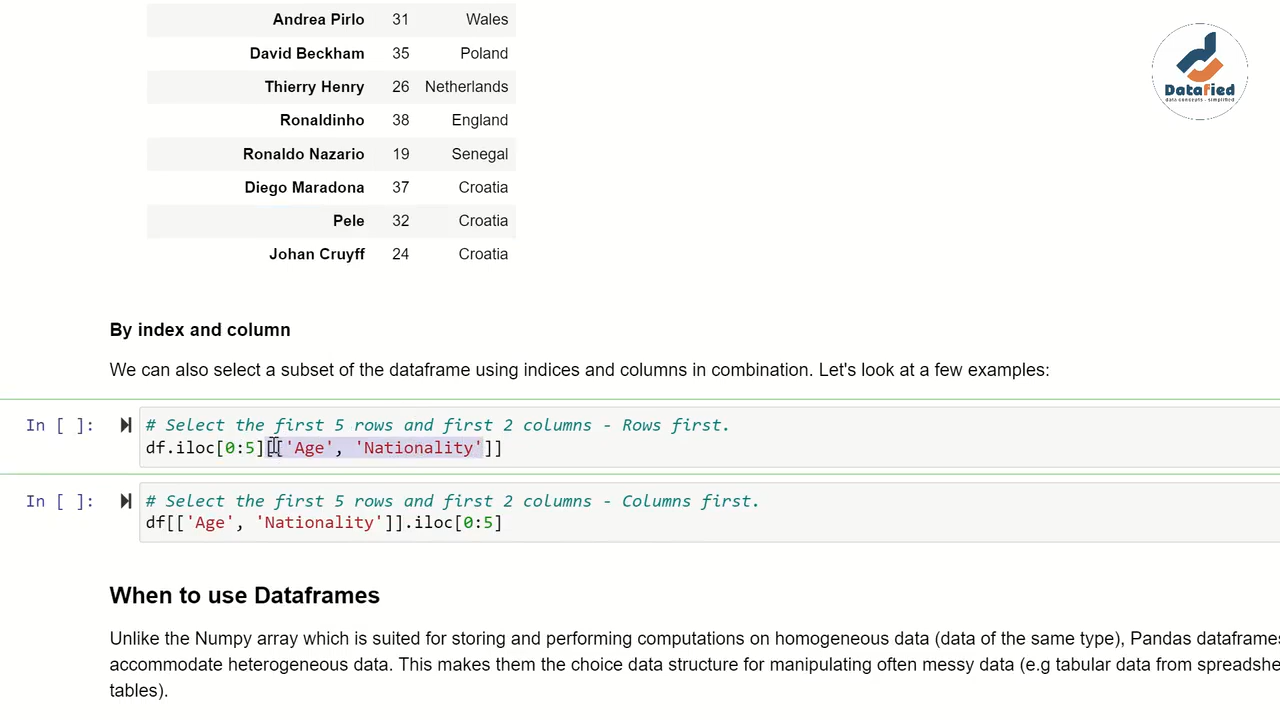 Andrea Pirlo 31 Wales
David Beckham 35 Poland
Thierry Henry 26 Netherlands
Ronaldinho 38 England
Ronaldo Nazario 19 Senegal
Diego Maradona 37 Croatia
Pele 32 Croatia
Johan Cruyff 24 Croatia
Datafied
data concepts - simplified
By index and column
We can also select a subset of the dataframe using indices and columns in combination. Let's look at a few examples:
In [ ]: # Select the first 5 rows and first 2 columns - Rows first.
df.iloc[0:5][['Age', 'Nationality']]
In [ ]: # Select the first 5 rows and first 2 columns - Columns first.
df[['Age', 'Nationality']].iloc[0:5]
When to use Dataframes
Unlike the Numpy array which is suited for storing and performing computations on homogeneous data (data of the same type), Pandas dataframes
accommodate heterogeneous data. This makes them the choice data structure for manipulating often messy data (e.g tabular data from spreadshe
tables).